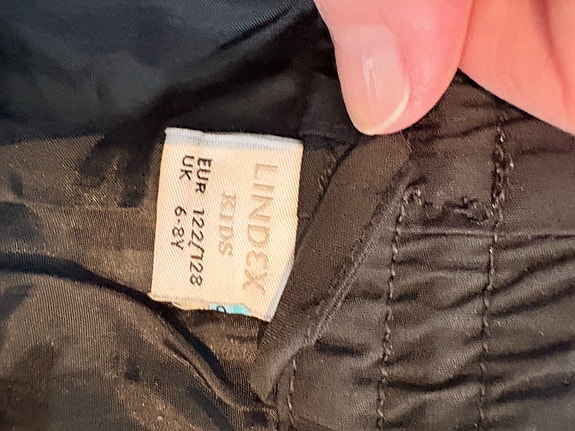 LINDEX
KIDS
EUR 122/128
UK 6-8Y